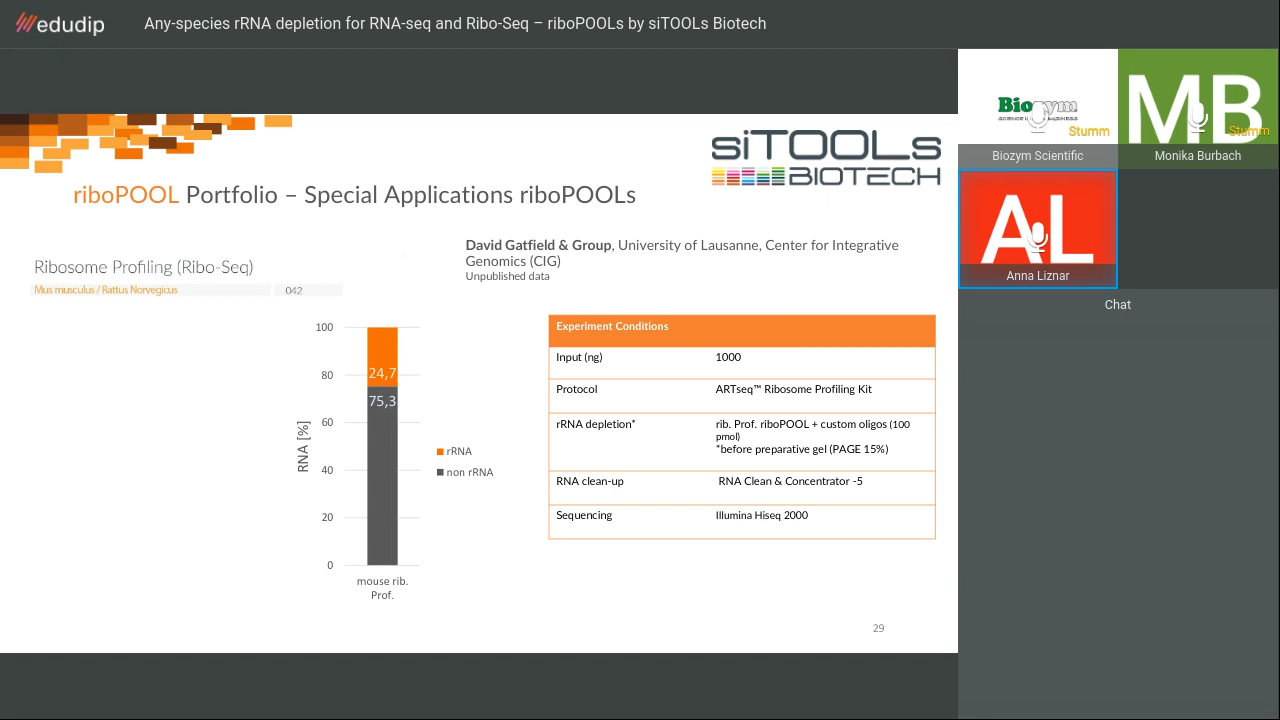 edudip
Any-species rRNA depletion for RNA-seq and Ribo-Seq – riboPOOLs by siTOOLs Biotech
siTOOLs
BIOTECH
riboPOOL Portfolio – Special Applications riboPOOLs
David Gatfield & Group, University of Lausanne, Center for Integrative
Genomics (CIG)
Unpublished data
Ribosome Profiling (Ribo-Seq)
Mus musculus / Rattus Norvegicus 042
100
80
60
40
20
0
RNA [%]
24,7
75,3
mouse rib.
Prof.
rRNA
non rRNA
Experiment Conditions
Input (ng) 1000
Protocol ARTseq™ Ribosome Profiling Kit
rRNA depletion* rib. Prof. riboPOOL + custom oligos (100
pmol)
*before preparative gel (PAGE 15%)
RNA clean-up RNA Clean & Concentrator -5
Sequencing Illumina Hiseq 2000
29
Stumm
Biozym Scientific
MB
Stumm
Monika Burbach
AL
Anna Liznar
Chat